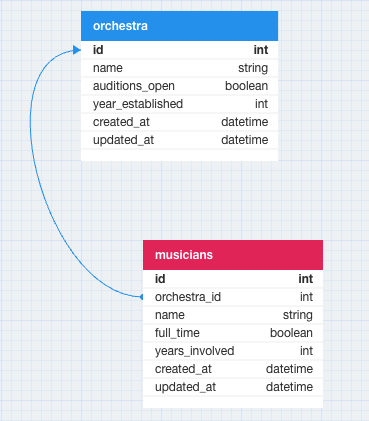 orchestra
id int
name string
auditions_open boolean
year_established int
created_at datetime
updated_at datetime
musicians
id int
orchestra_id int
name string
full_time boolean
years_involved int
created_at datetime
updated_at datetime